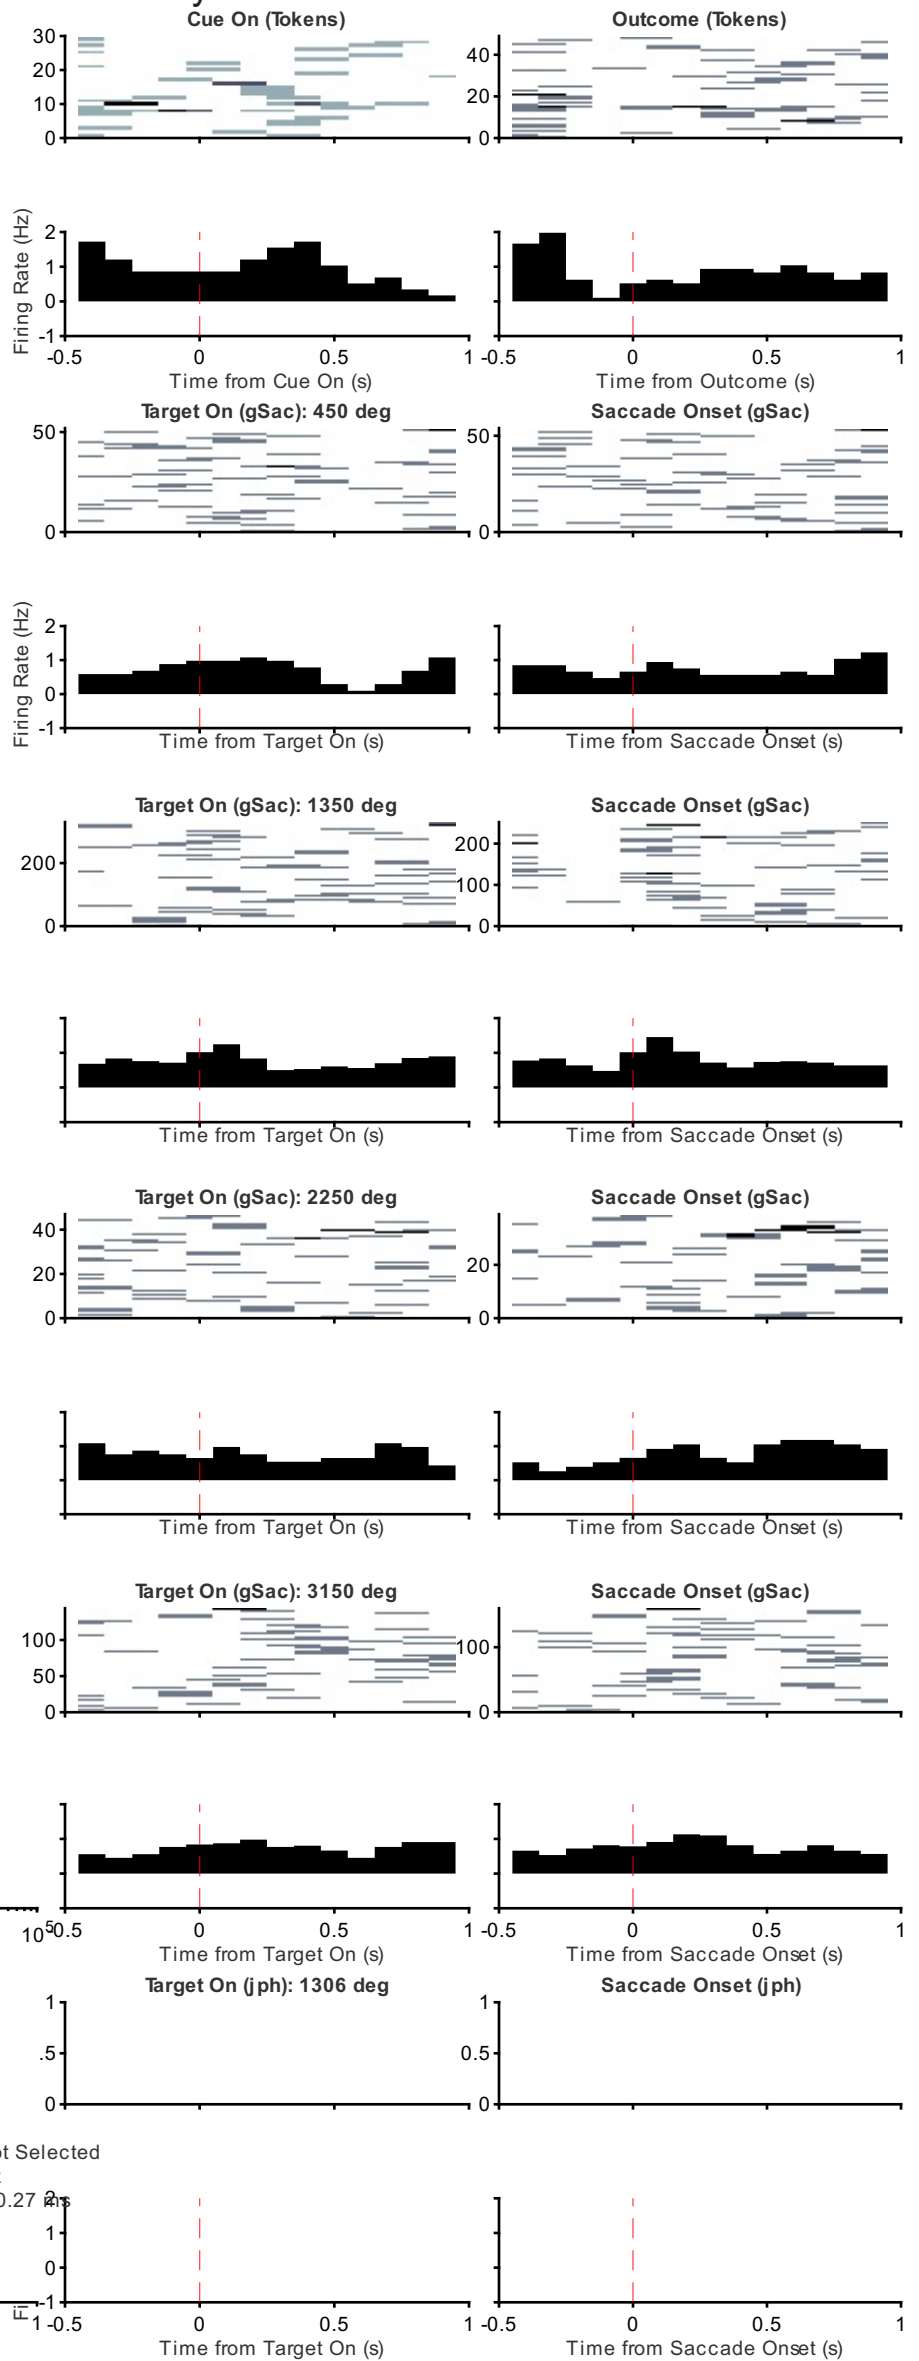 y
Cue On (Tokens) Outcome (Tokens)
30 20 10 0 40 20 0
Firing Rate (Hz)
2 1 0 -1
-0.5 0 0.5 1 -0.5 0 0.5 1
Time from Cue On (s) Time from Outcome (s)
Target On (gSac): 450 deg Saccade Onset (gSac)
50 0 50 0
Firing Rate (Hz)
2 1 0 -1
Time from Target On (s) Time from Saccade Onset (s)
Target On (gSac): 1350 deg Saccade Onset (gSac)
200 0 200 100 0
Time from Target On (s) Time from Saccade Onset (s)
Target On (gSac): 2250 deg Saccade Onset (gSac)
40 20 0 20 0
Time from Target On (s) Time from Saccade Onset (s)
Target On (gSac): 3150 deg Saccade Onset (gSac)
100 50 0 100 0
10⁵ -0.5 0 0.5 1 -0.5 0 0.5 1
Time from Target On (s) Time from Saccade Onset (s)
Target On (jph): 1306 deg Saccade Onset (jph)
1 .5 0 1 0.5 0
t Selected
0.27 ms
2 1 0 -1
Fi
1 -0.5 0 0.5 1 -0.5 0 0.5 1
Time from Target On (s) Time from Saccade Onset (s)